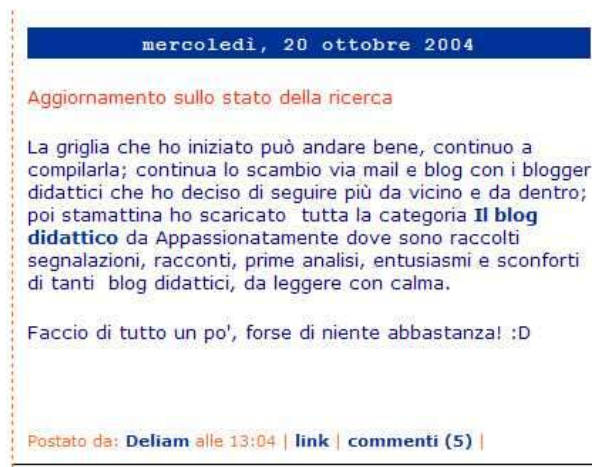 mercoledì, 20 ottobre 2004
Aggiornamento sullo stato della ricerca
La griglia che ho iniziato può andare bene, continuo a
compilarla; continua lo scambio via mail e blog con i blogger
didattici che ho deciso di seguire più da vicino e da dentro;
poi stamattina ho scaricato tutta la categoria Il blog
didattico da Appassionatamente dove sono raccolti
segnalazioni, racconti, prime analisi, entusiasmi e sconforti
di tanti blog didattici, da leggere con calma.
Faccio di tutto un po', forse di niente abbastanza! :D
Postato da: Deliam alle 13:04 | link | commenti (5) |